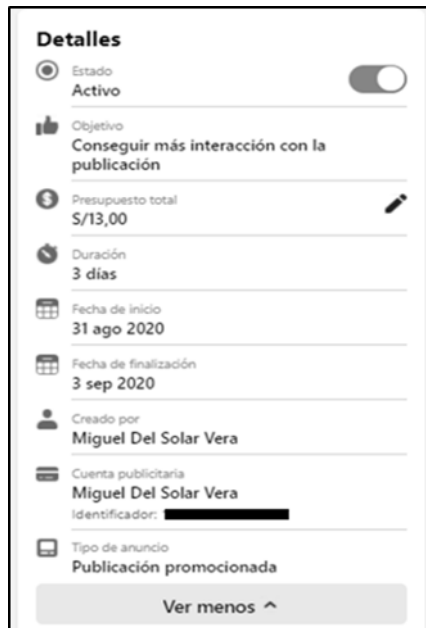 Detalles
Estado
Activo
Objetivo
Conseguir más interacción con la
publicación
Presupuesto total
S/13,00
Duración
3 días
Fecha de inicio
31 ago 2020
Fecha de finalización
3 sep 2020
Creado por
Miguel Del Solar Vera
Cuenta publicitaria
Miguel Del Solar Vera
Identificador:
Tipo de anuncio
Publicación promocionada
Ver menos